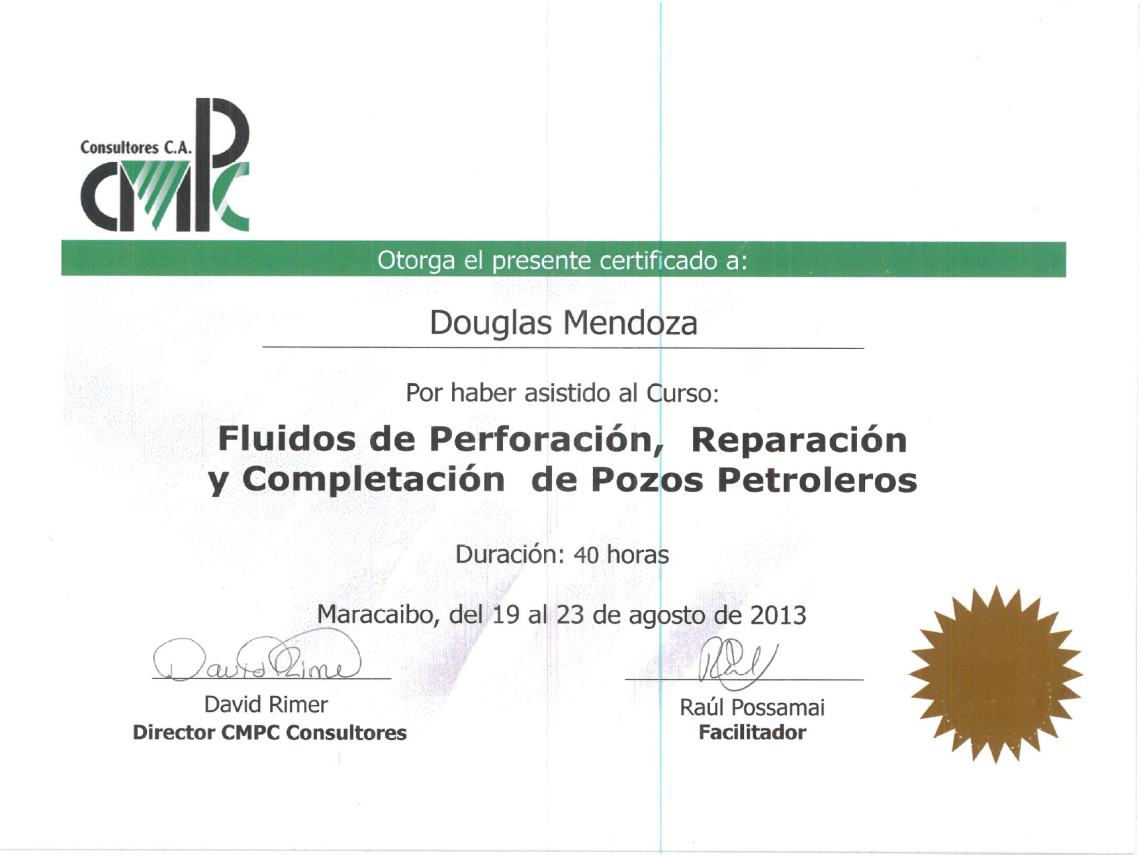 Consultores C.A.
CMPC
Otorga el presente certificado a:
Douglas Mendoza
Por haber asistido al Curso:
Fluidos de Perforación, Reparación
y Completación de Pozos Petroleros
Duración: 40 horas
Maracaibo, del 19 al 23 de agosto de 2013
David Rimer
David Rimer
Director CMPC Consultores
Raúl Possamai
Facilitador